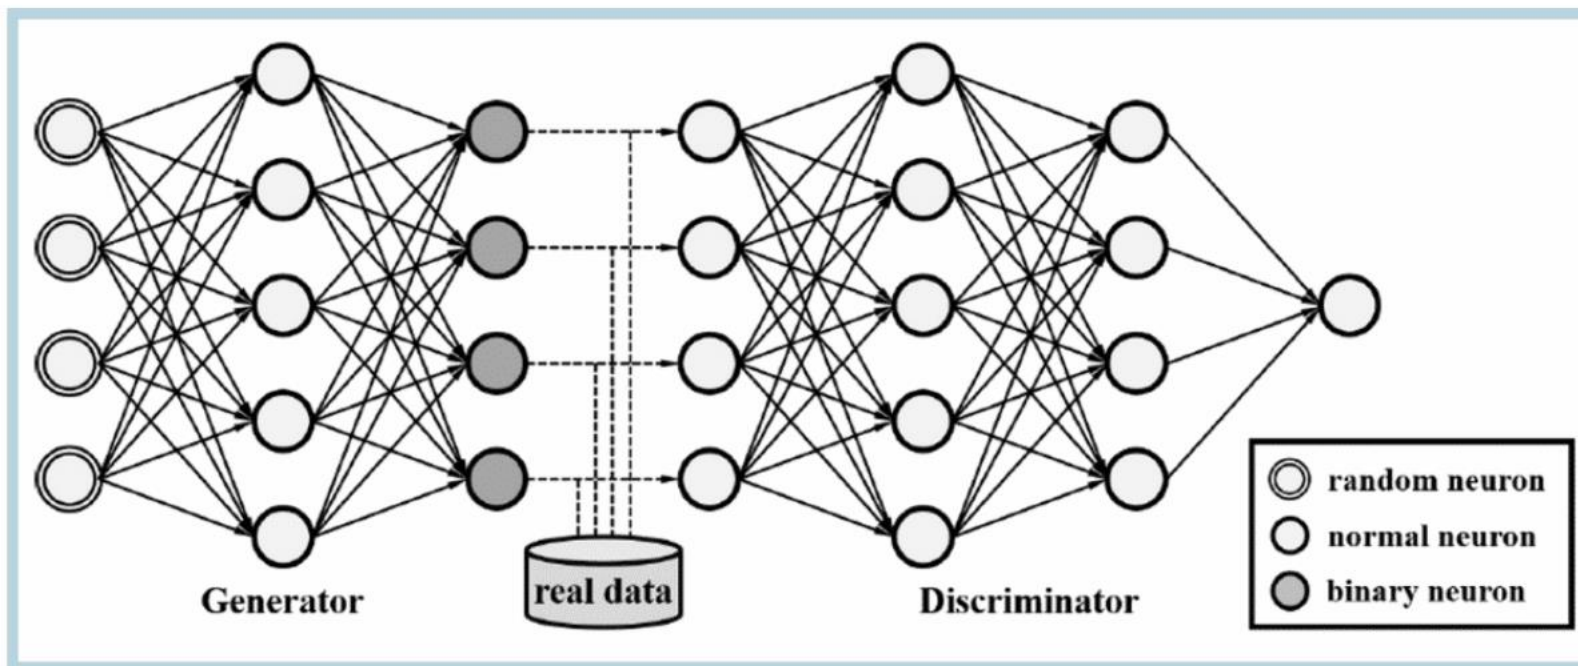 Generator
real data
Discriminator
random neuron
normal neuron
binary neuron